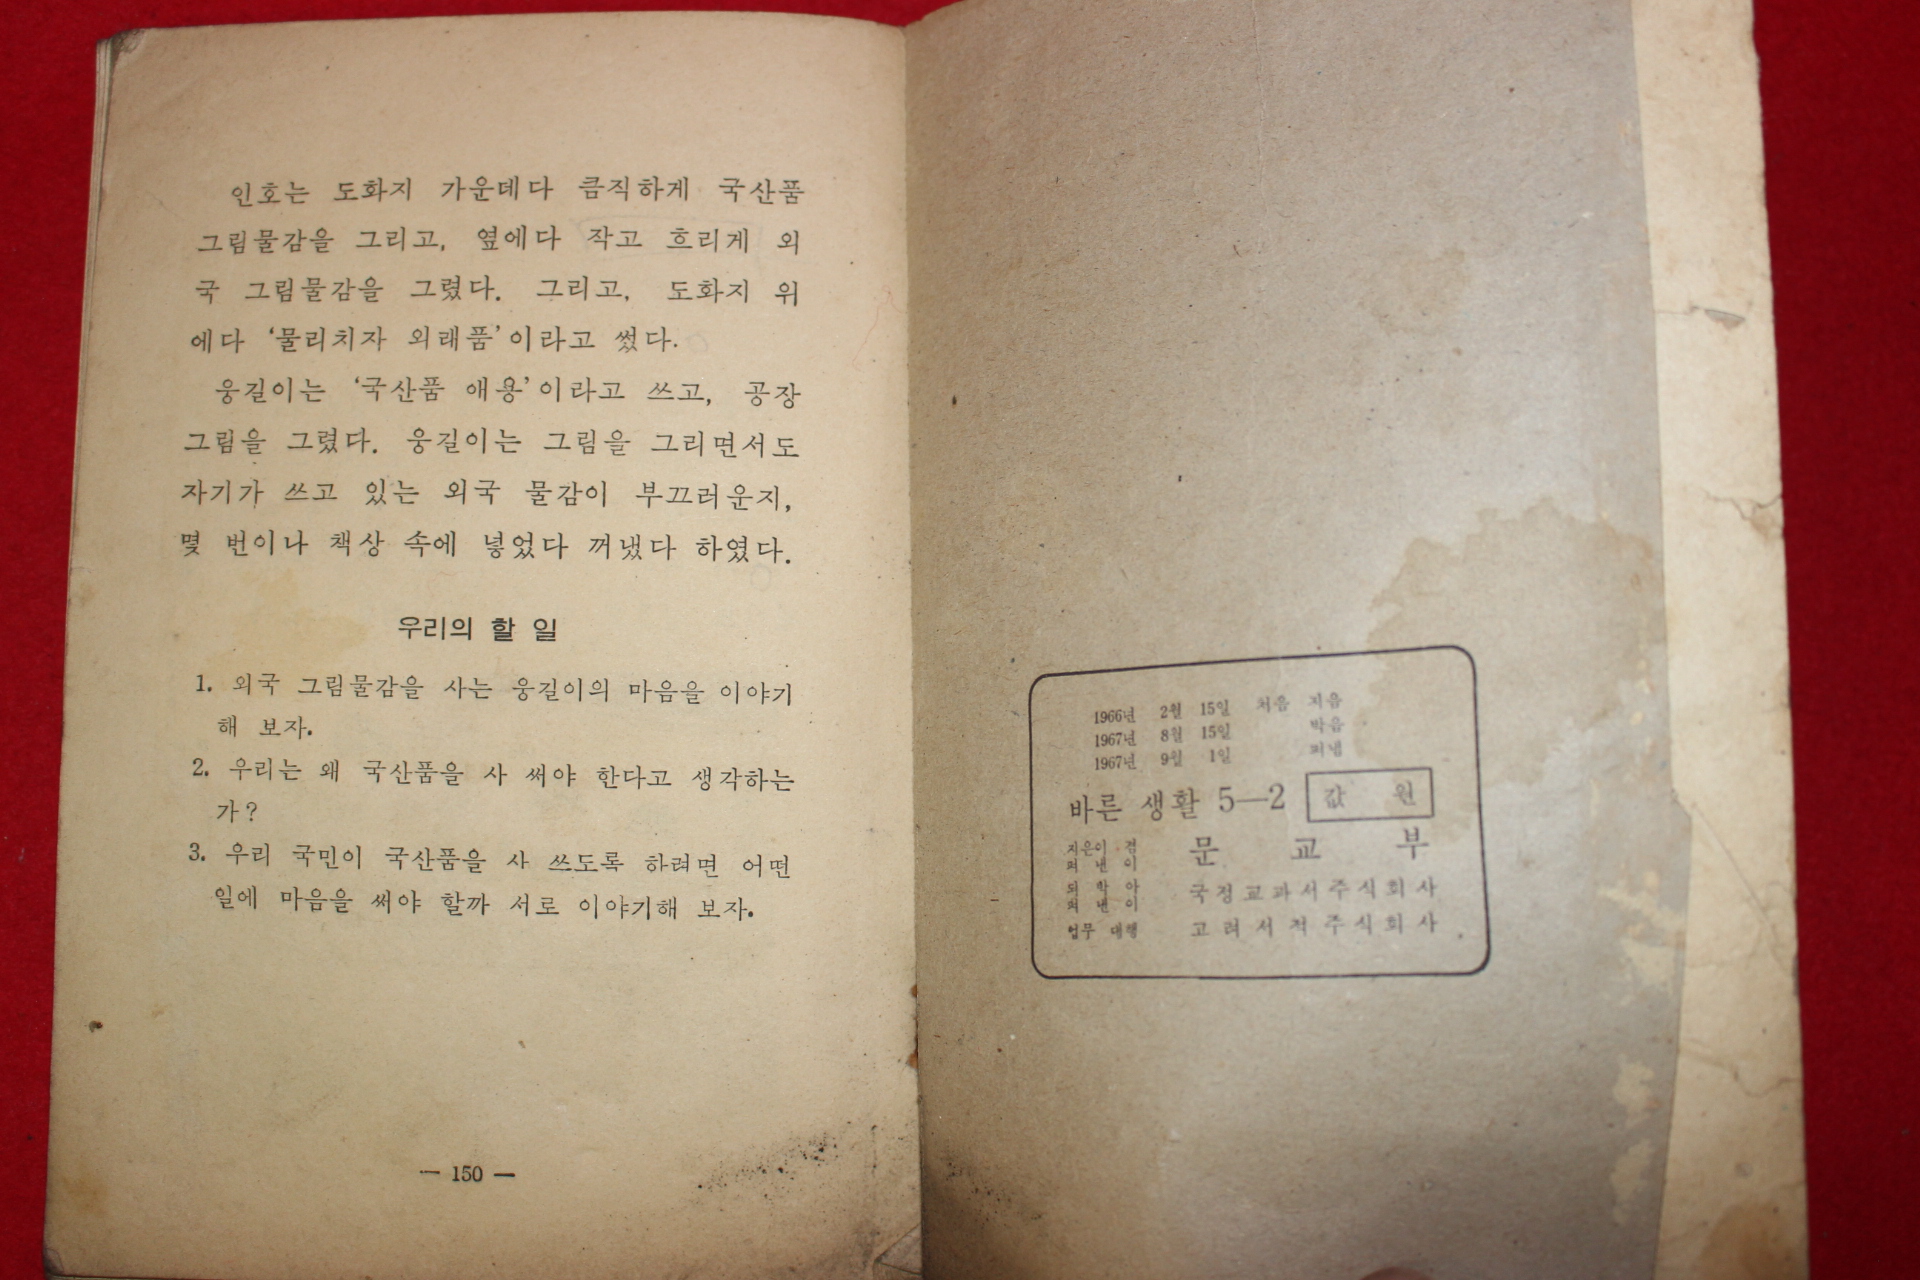 인호는 도화지 가운데다 큼직하게 국산품
그림물감을 그리고, 옆에다 작고 흐리게 외
국 그림물감을 그렸다. 그리고, 도화지 위
에다 ‘물리치자 외래품’이라고 썼다.
웅길이는 ‘국산품 애용’이라고 쓰고, 공장
그림을 그렸다. 웅길이는 그림을 그리면서도
자기가 쓰고 있는 외국 물감이 부끄러운지,
몇 번이나 책상 속에 넣었다 꺼냈다 하였다.
우리의 할 일
1. 외국 그림물감을 사는 웅길이의 마음을 이야기
해 보자.
2. 우리는 왜 국산품을 사 써야 한다고 생각하는
가?
3. 우리 국민이 국산품을 사 쓰도록 하려면 어떤
일에 마음을 써야 할까 서로 이야기해 보자.
— 150 —
1966년 2월 15일 처음 지음
1967년 8월 15일 박음
1967년 9월 1일 펴냄
바른 생활 5—2 값 원
지은이 겸
펴낸이 문교부
되박아
펴낸이 국정교과서주식회사
업무 대행 고려서적주식회사